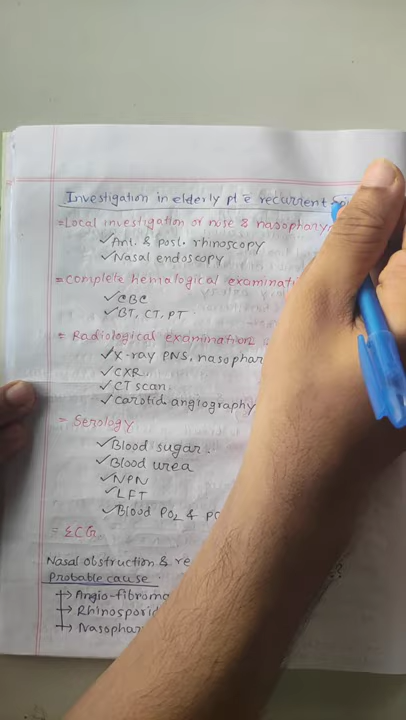 Investigation in elderly pt c̄ recurrent
=Local investigation of nose & nasophary
✓Ant. & post. rhinoscopy
✓Nasal endoscopy
=Complete hemalogical examinati
✓CBC
✓BT, CT, PT
= Radiological examination
✓X-ray PNS, nasophar
✓CXR
✓CT scan.
✓carotid angiography
= Serology
✓Blood sugar.
✓Blood urea
✓NPN
✓LFT
✓Blood PO2 & PC
= ECG
Nasal obstruction & re
Probable cause
→ Angio-fibroma
→ Rhinosporid
→ Nasophar